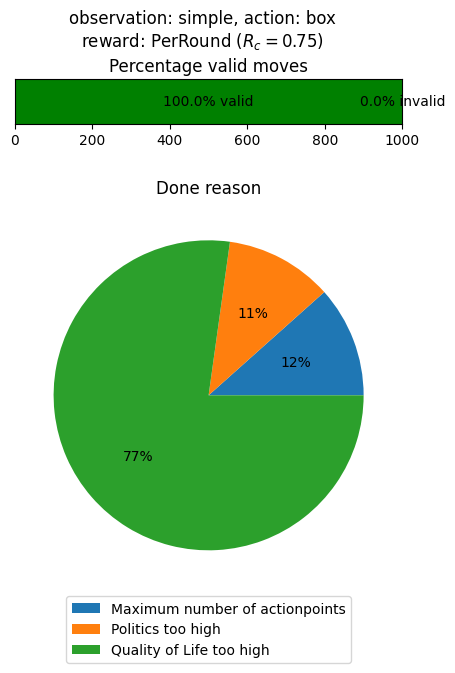 observation: simple, action: box
reward: PerRound ($R_c = 0.75$)
Percentage valid moves
100.0% valid
0.0% invalid
0 200 400 600 800 1000
Done reason
11%
12%
77%
Maximum number of actionpoints
Politics too high
Quality of Life too high